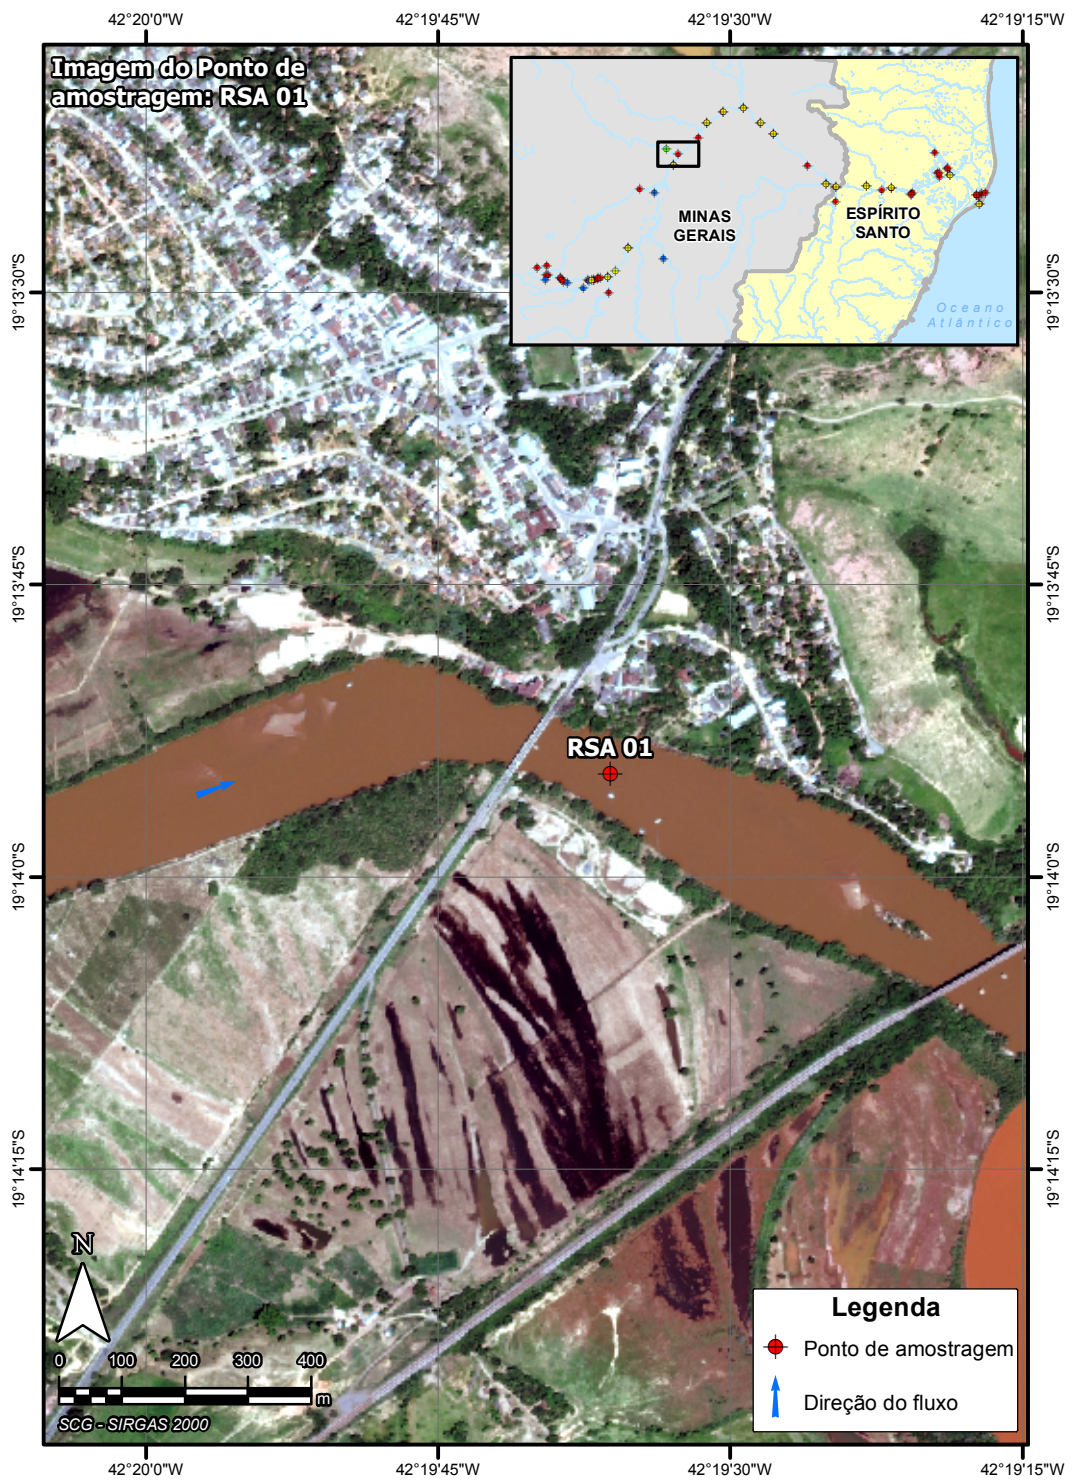 42°20'0"W 42°19'45"W 42°19'30"W 42°19'15"W
Imagem do Ponto de
amostragem: RSA 01
MINAS
GERAIS
ESPÍRITO
SANTO
Oceano
Atlântico
19°13'30"S 19°13'30"S
19°13'45"S 19°13'45"S
RSA 01
19°14'0"S 19°14'0"S
19°14'15"S 19°14'15"S
N
0 100 200 300 400
m
SCG - SIRGAS 2000
Legenda
Ponto de amostragem
Direção do fluxo
42°20'0"W 42°19'45"W 42°19'30"W 42°19'15"W